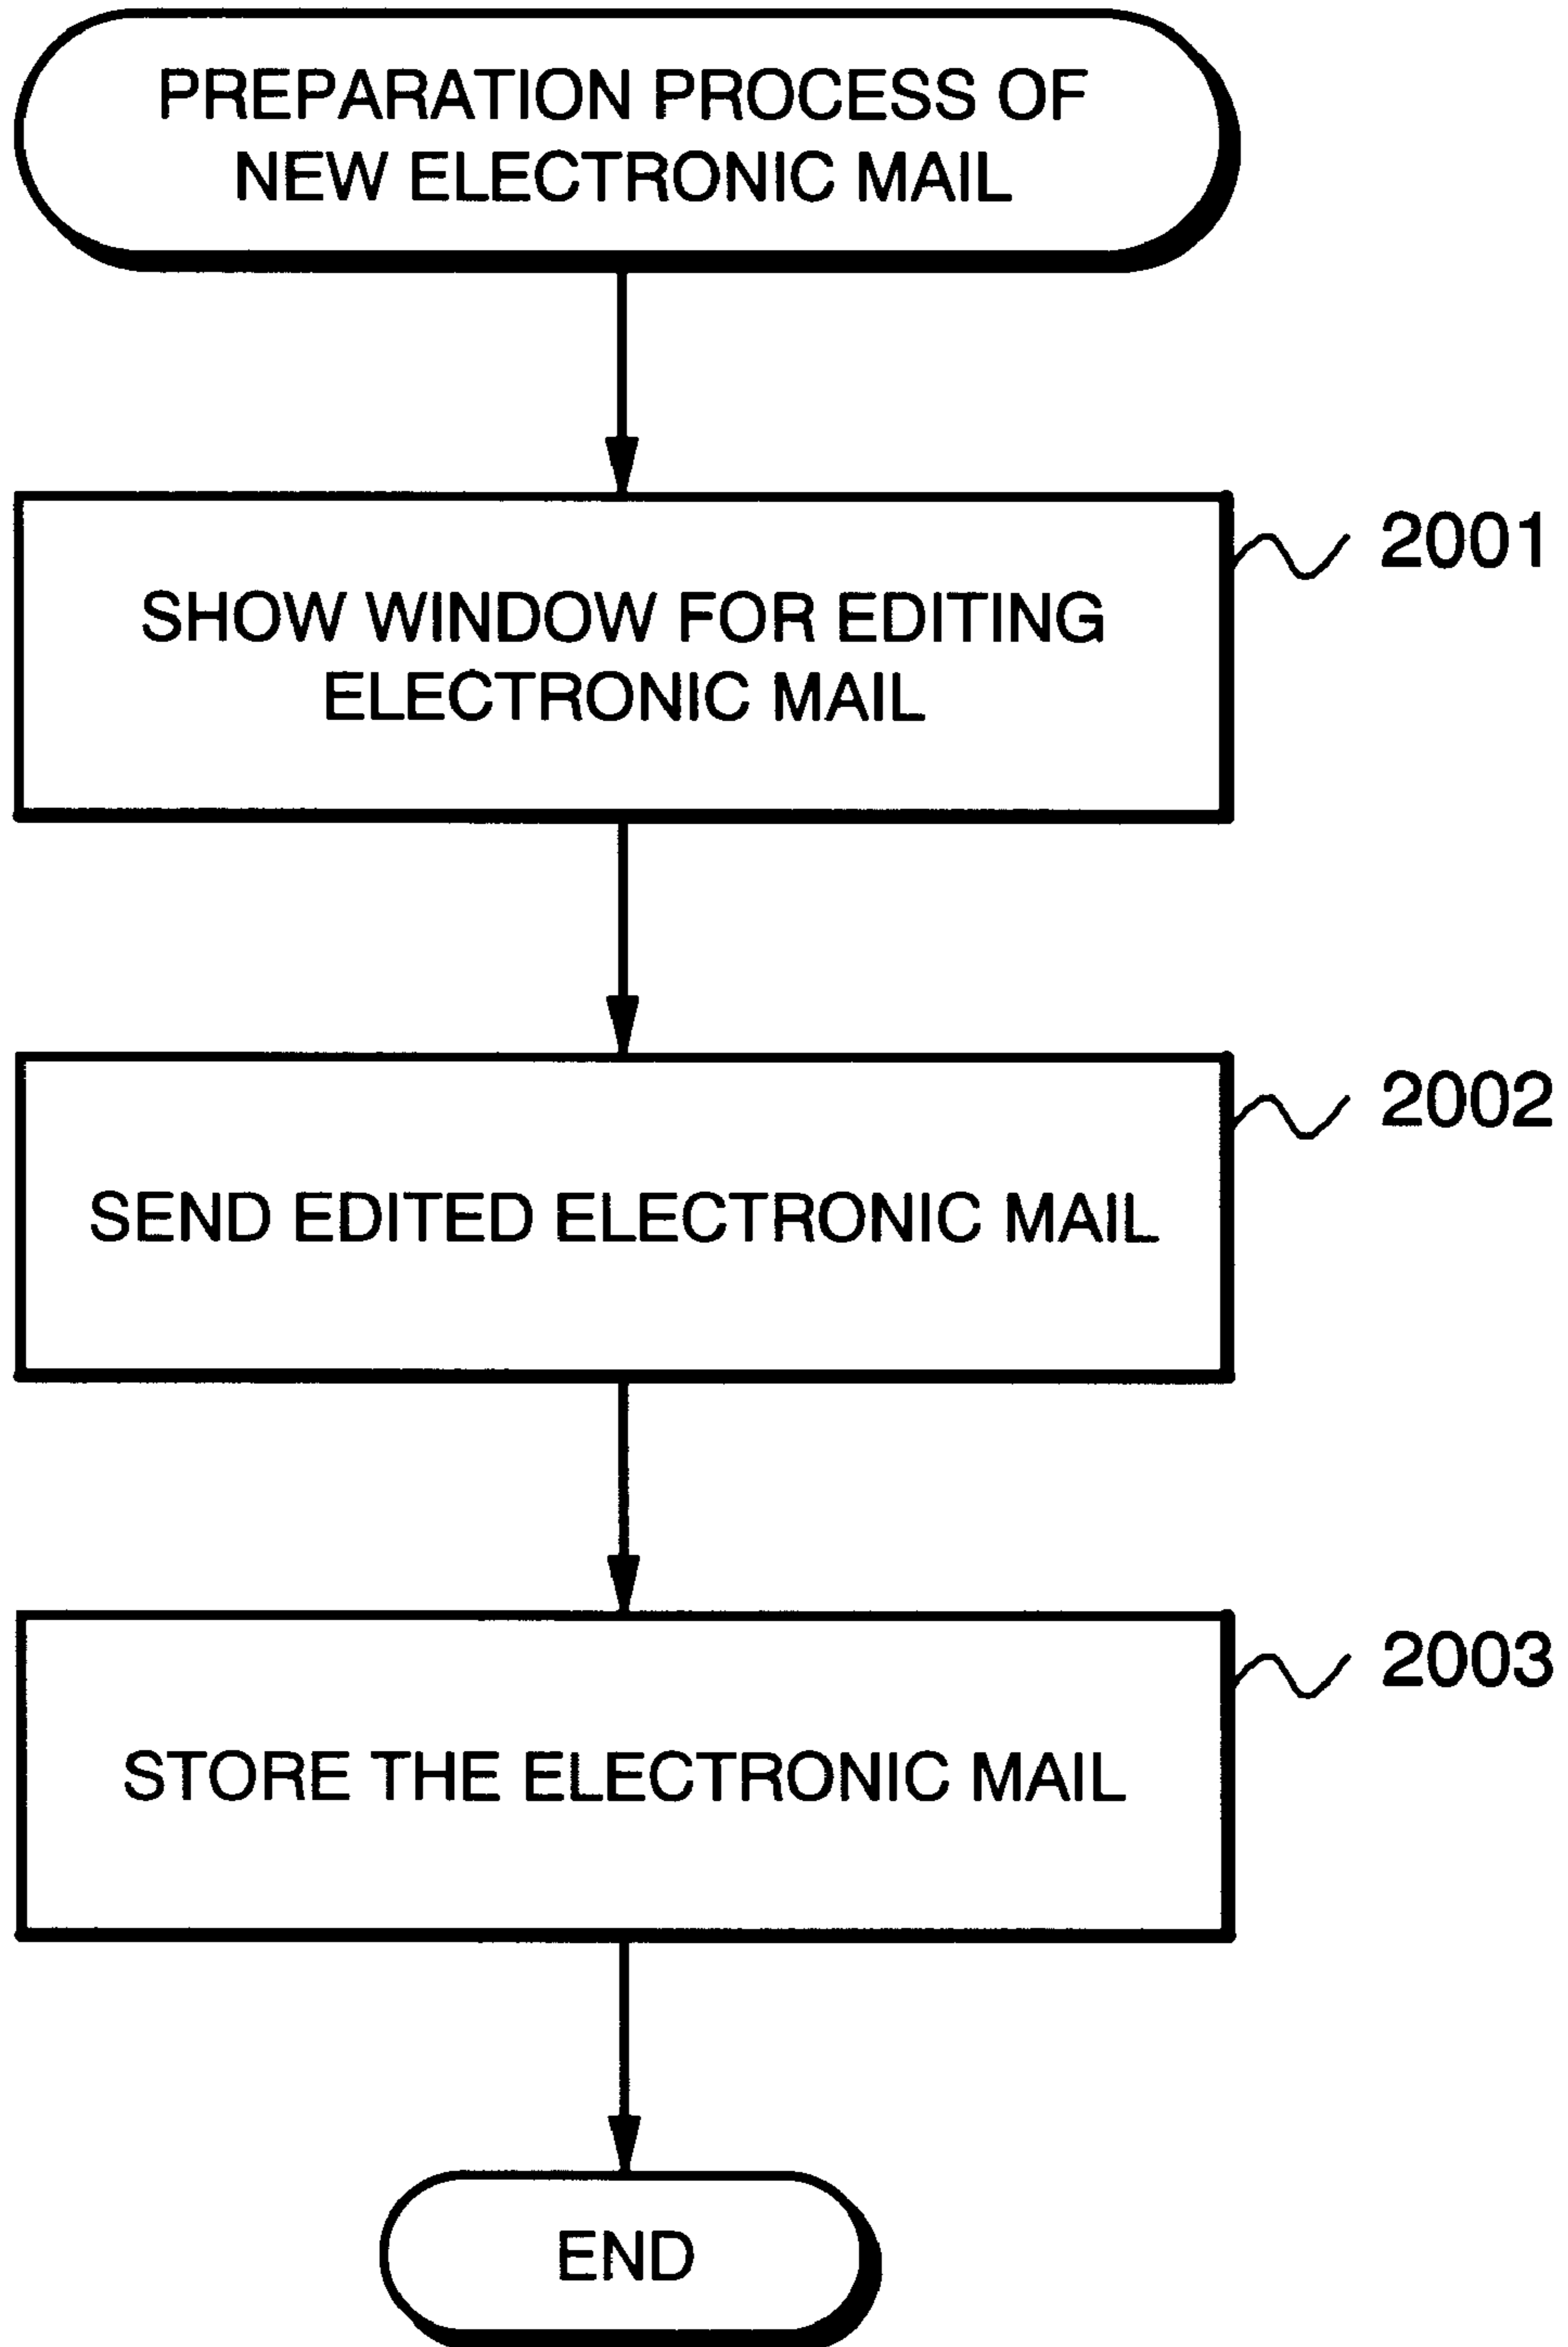 PREPARATION PROCESS OF
NEW ELECTRONIC MAIL
2001
SHOW WINDOW FOR EDITING
ELECTRONIC MAIL
2002
SEND EDITED ELECTRONIC MAIL
2003
STORE THE ELECTRONIC MAIL
END